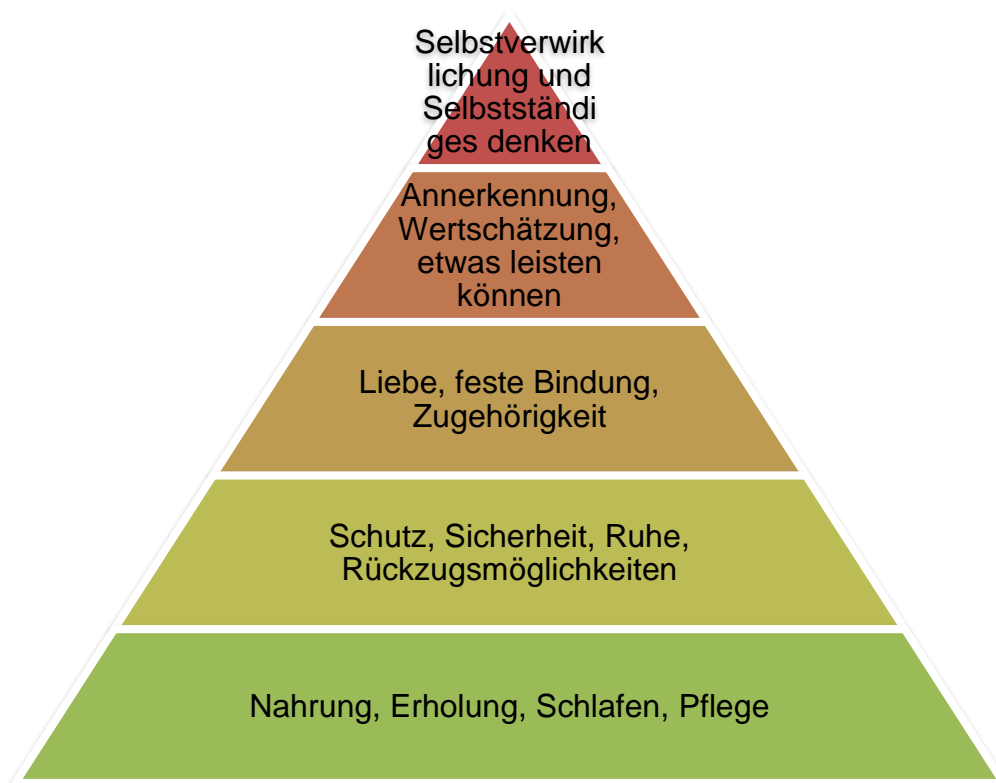 Selbstverwirk
lichung und
Selbstständi
ges denken
Annerkennung,
Wertschätzung,
etwas leisten
können
Liebe, feste Bindung,
Zugehörigkeit
Schutz, Sicherheit, Ruhe,
Rückzugsmöglichkeiten
Nahrung, Erholung, Schlafen, Pflege